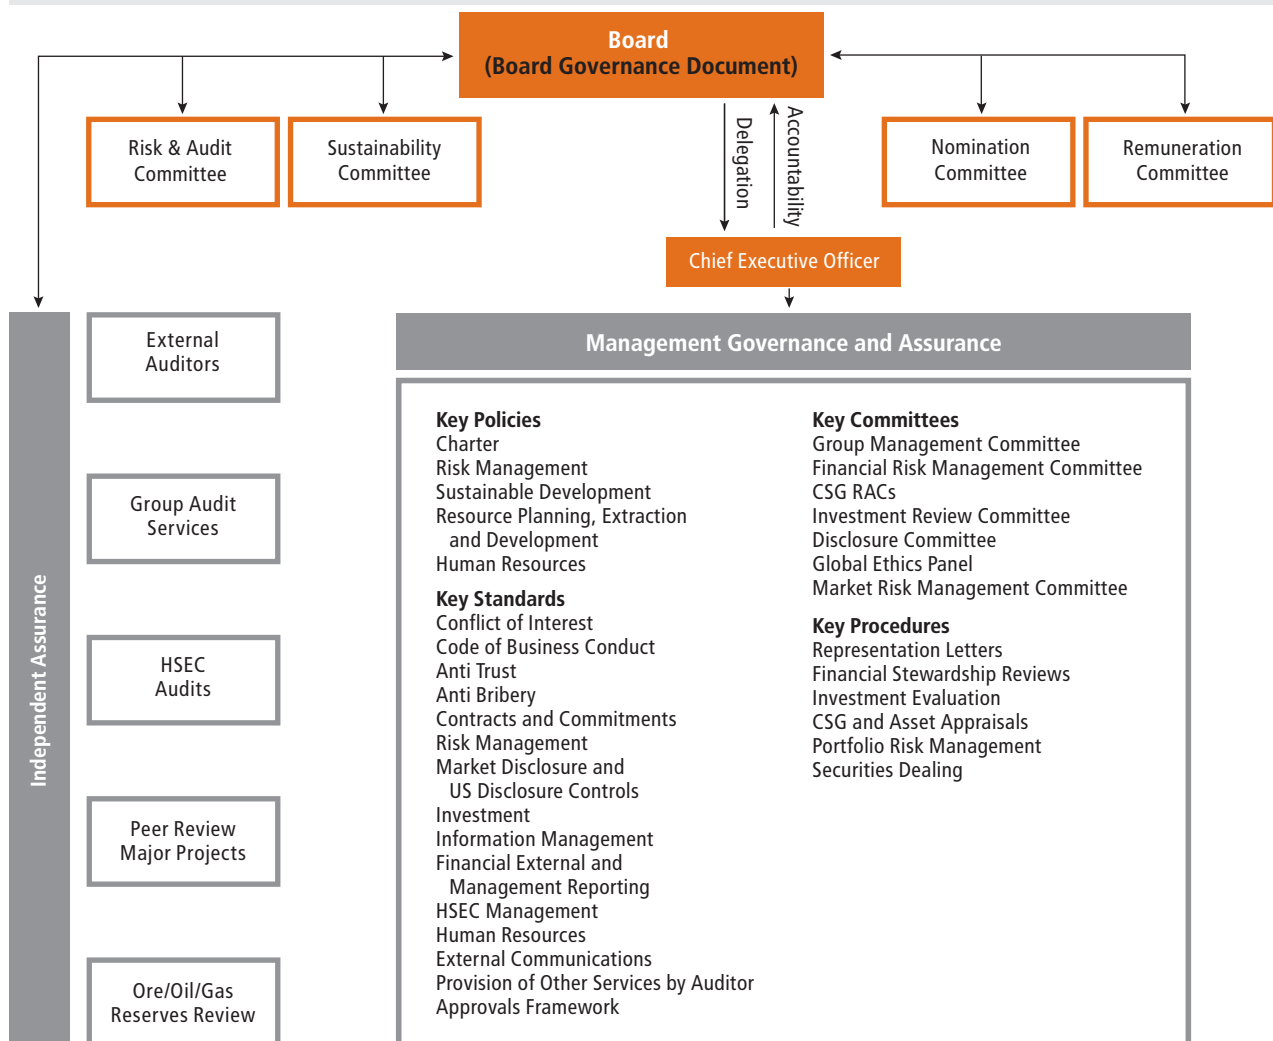 Board
(Board Governance Document)
Risk & Audit
Committee
Sustainability
Committee
Delegation
Accountability
Nomination
Committee
Remuneration
Committee
Chief Executive Officer
Independent Assurance
External
Auditors
Group Audit
Services
HSEC
Audits
Peer Review
Major Projects
Ore/Oil/Gas
Reserves Review
Management Governance and Assurance
Key Policies
Charter
Risk Management
Sustainable Development
Resource Planning, Extraction
and Development
Human Resources
Key Standards
Conflict of Interest
Code of Business Conduct
Anti Trust
Anti Bribery
Contracts and Commitments
Risk Management
Market Disclosure and
US Disclosure Controls
Investment
Information Management
Financial External and
Management Reporting
HSEC Management
Human Resources
External Communications
Provision of Other Services by Auditor
Approvals Framework
Key Committees
Group Management Committee
Financial Risk Management Committee
CSG RACs
Investment Review Committee
Disclosure Committee
Global Ethics Panel
Market Risk Management Committee
Key Procedures
Representation Letters
Financial Stewardship Reviews
Investment Evaluation
CSG and Asset Appraisals
Portfolio Risk Management
Securities Dealing